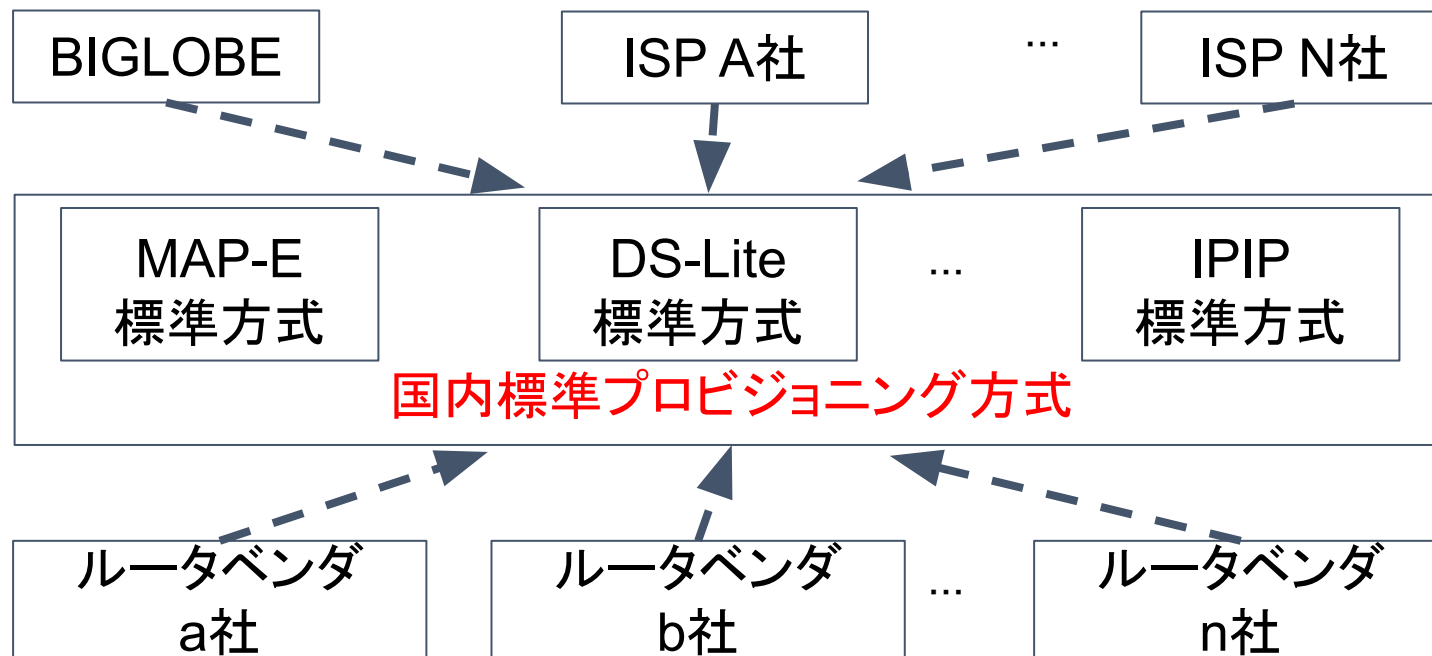 BIGLOBE
ISP A社
...
ISP N社
MAP-E
標準方式
DS-Lite
標準方式
...
IPIP
標準方式
国内標準プロビジョニング方式
ルータベンダ
a社
ルータベンダ
b社
...
ルータベンダ
n社